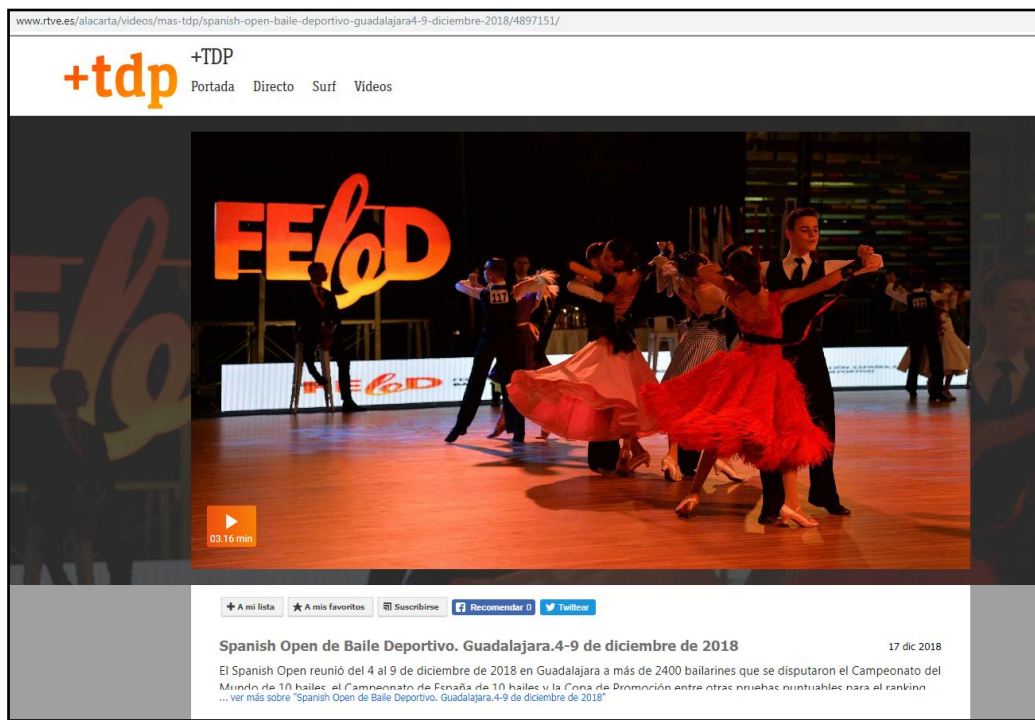 www.rtve.es/alacarta/videos/mas-tdp/spanish-open-baile-deportivo-guadalajara4-9-diciembre-2018/4897151/
+tdp
+TDP
Portada Directo Surf Vídeos
FEbD
117
FEbD
03.16 min
A mi lista A mis favoritos Suscribirse Recomendar 0 Twittear
Spanish Open de Baile Deportivo. Guadalajara.4-9 de diciembre de 2018
17 dic 2018
El Spanish Open reunió del 4 al 9 de diciembre de 2018 en Guadalajara a más de 2400 bailarines que se disputaron el Campeonato del
Mundo de 10 bailes, el Campeonato de España de 10 bailes y la Copa de Promoción entre otras pruebas puntuables para el ranking
... ver más sobre "Spanish Open de Baile Deportivo. Guadalajara.4-9 de diciembre de 2018"